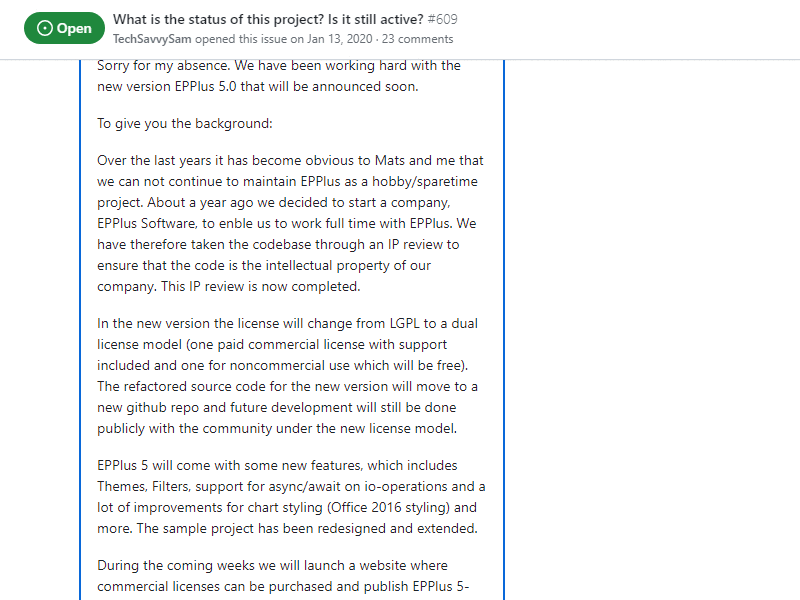 Open
What is the status of this project? Is it still active? #609
TechSavvySam opened this issue on Jan 13, 2020 · 23 comments
Sorry for my absence. We have been working hard with the
new version EPPlus 5.0 that will be announced soon.
To give you the background:
Over the last years it has become obvious to Mats and me that
we can not continue to maintain EPPlus as a hobby/sparetime
project. About a year ago we decided to start a company,
EPPlus Software, to enble us to work full time with EPPlus. We
have therefore taken the codebase through an IP review to
ensure that the code is the intellectual property of our
company. This IP review is now completed.
In the new version the license will change from LGPL to a dual
license model (one paid commercial license with support
included and one for noncommercial use which will be free).
The refactored source code for the new version will move to a
new github repo and future development will still be done
publicly with the community under the new license model.
EPPlus 5 will come with some new features, which includes
Themes, Filters, support for async/await on io-operations and a
lot of improvements for chart styling (Office 2016 styling) and
more. The sample project has been redesigned and extended.
During the coming weeks we will launch a website where
commercial licenses can be purchased and publish EPPlus 5-